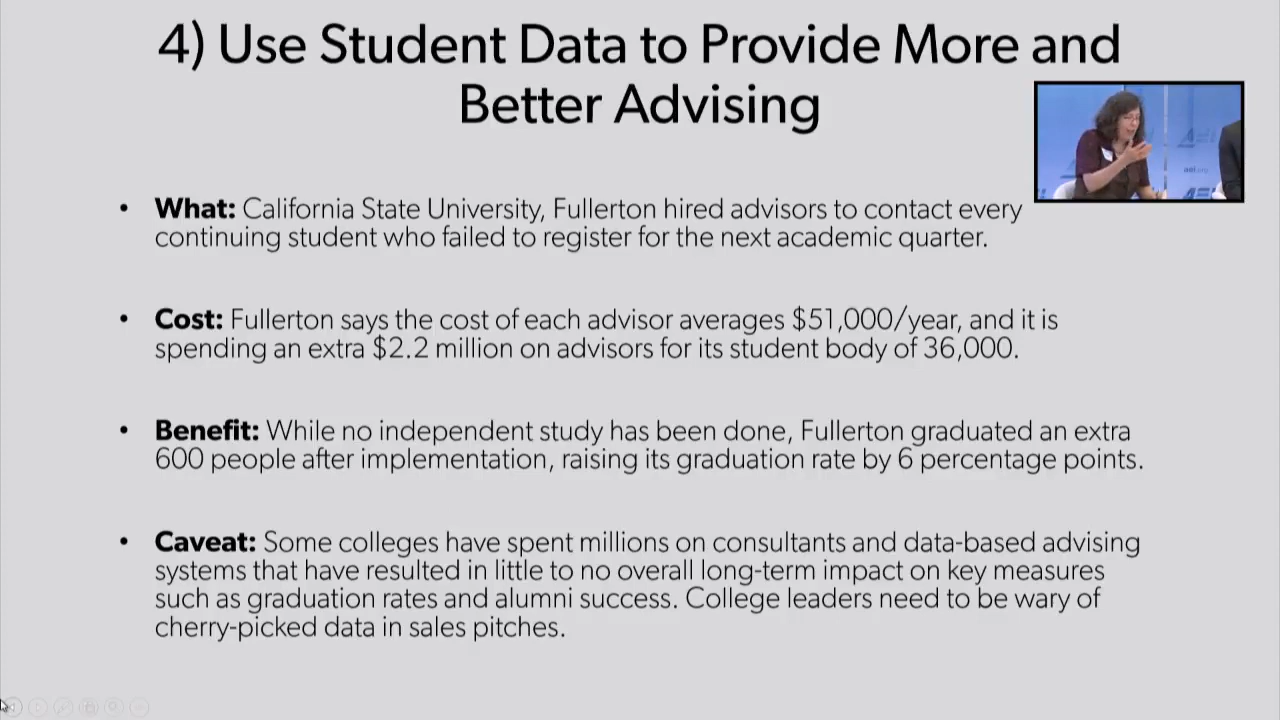 4) Use Student Data to Provide More and
Better Advising
• What: California State University, Fullerton hired advisors to contact every
continuing student who failed to register for the next academic quarter.
• Cost: Fullerton says the cost of each advisor averages $51,000/year, and it is
spending an extra $2.2 million on advisors for its student body of 36,000.
• Benefit: While no independent study has been done, Fullerton graduated an extra
600 people after implementation, raising its graduation rate by 6 percentage points.
• Caveat: Some colleges have spent millions on consultants and data-based advising
systems that have resulted in little to no overall long-term impact on key measures
such as graduation rates and alumni success. College leaders need to be wary of
cherry-picked data in sales pitches.
AEI
aei.org
AEI